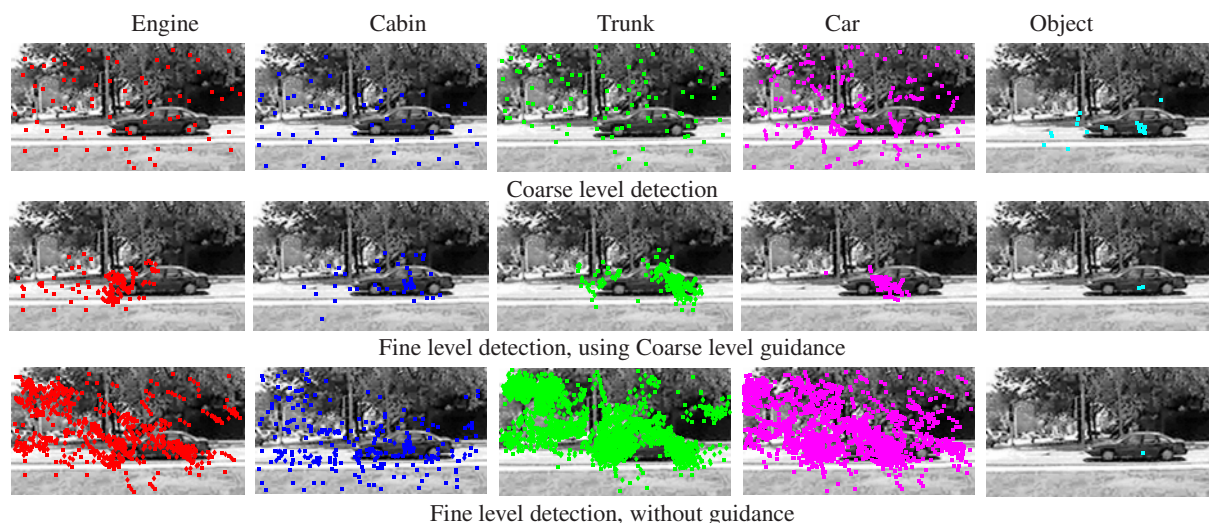 Engine Cabin Trunk Car Object
Coarse level detection
Fine level detection, using Coarse level guidance
Fine level detection, without guidance